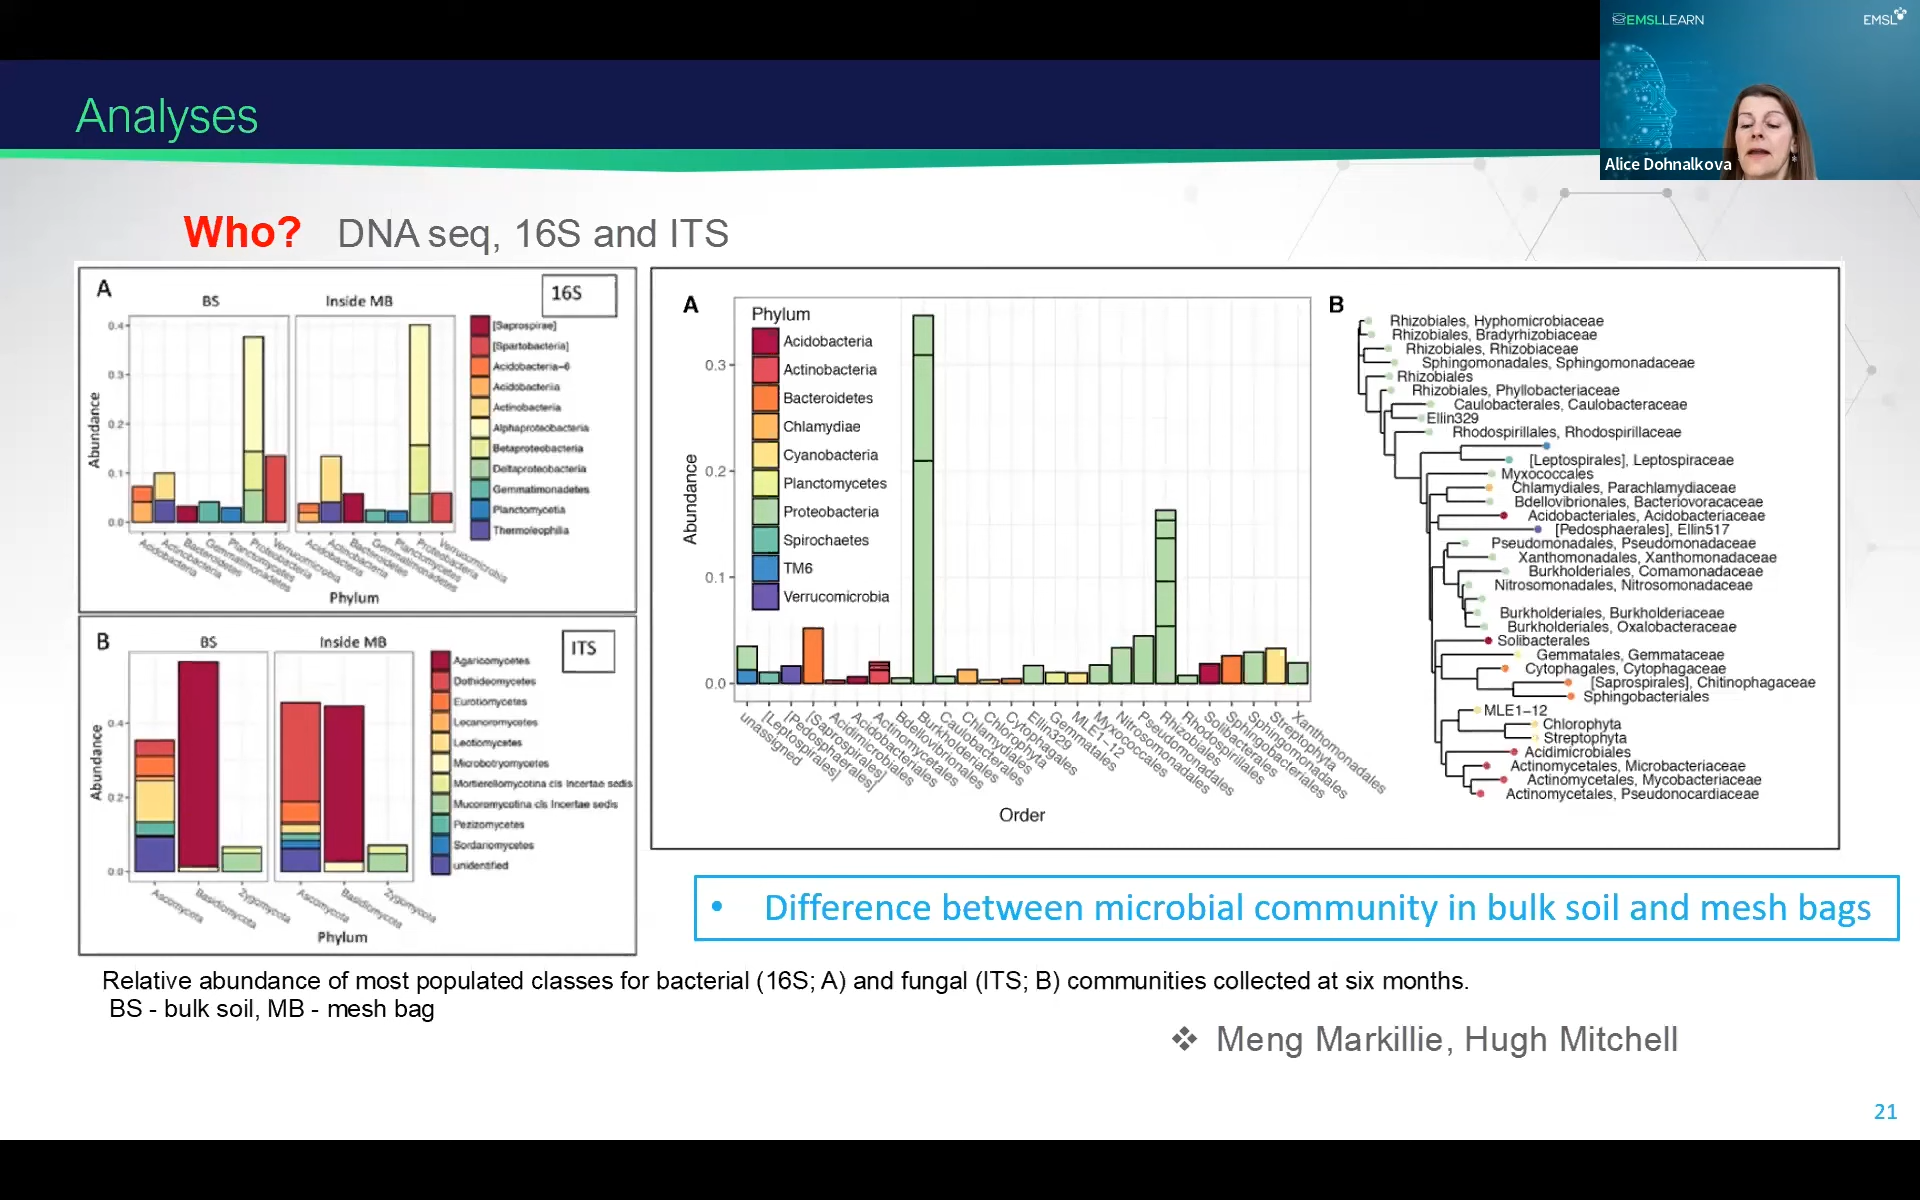 EMSLLEARN
EMSL
Alice Dohnalkova
Analyses
Who? DNA seq, 16S and ITS
A
BS
Inside MB
16S
0.4
0.3
0.2
0.1
0.0
Abundance
Acidobacteria
Actinobacteria
Bacteroidetes
Gemmatimonadetes
Planctomycetes
Proteobacteria
Verrucomicrobia
Acidobacteria
Actinobacteria
Bacteroidetes
Gemmatimonadetes
Planctomycetes
Proteobacteria
Verrucomicrobia
Phylum
[Saprospirae]
[Spartobacteria]
Acidobacteria-6
Acidobacteriia
Actinobacteria
Alphaproteobacteria
Betaproteobacteria
Deltaproteobacteria
Gemmatimonadetes
Planctomycetia
Thermoleophilia
B
BS
Inside MB
ITS
0.4
0.2
0.0
Abundance
Ascomycota
Basidiomycota
Zygomycota
Ascomycota
Basidiomycota
Zygomycota
Phylum
Agaricomycetes
Dothideomycetes
Eurotiomycetes
Lecanoromycetes
Leotiomycetes
Microbotryomycetes
Mortierellomycotina cls Incertae sedis
Mucoromycotina cls Incertae sedis
Pezizomycetes
Sordariomycetes
unidentified
A
Phylum
Acidobacteria
Actinobacteria
Bacteroidetes
Chlamydiae
Cyanobacteria
Planctomycetes
Proteobacteria
Spirochaetes
TM6
Verrucomicrobia
0.3
0.2
0.1
0.0
Abundance
unassigned
[Leptospirales]
[Pedosphaerales]
[Saprospirales]
Acidimicrobiales
Acidobacteriales
Actinomycetales
Bdellovibrionales
Burkholderiales
Caulobacterales
Chlamydiales
Chlorophyta
Cytophagales
Ellin329
Gemmatales
MLE1-12
Myxococcales
Nitrosomonadales
Pseudomonadales
Rhizobiales
Rhodospirillales
Solibacterales
Sphingobacteriales
Sphingomonadales
Streptophyta
Xanthomonadales
Order
B
Rhizobiales, Hyphomicrobiaceae
Rhizobiales, Bradyrhizobiaceae
Rhizobiales, Rhizobiaceae
Sphingomonadales, Sphingomonadaceae
Rhizobiales
Rhizobiales, Phyllobacteriaceae
Caulobacterales, Caulobacteraceae
Ellin329
Rhodospirillales, Rhodospirillaceae
[Leptospirales], Leptospiraceae
Myxococcales
Chlamydiales, Parachlamydiaceae
Bdellovibrionales, Bacteriovoracaceae
Acidobacteriales, Acidobacteriaceae
[Pedosphaerales], Ellin517
Pseudomonadales, Pseudomonadaceae
Xanthomonadales, Xanthomonadaceae
Burkholderiales, Comamonadaceae
Nitrosomonadales, Nitrosomonadaceae
Burkholderiales, Burkholderiaceae
Burkholderiales, Oxalobacteraceae
Solibacterales
Gemmatales, Gemmataceae
Cytophagales, Cytophagaceae
[Saprospirales], Chitinophagaceae
Sphingobacteriales
MLE1-12
Chlorophyta
Streptophyta
Acidimicrobiales
Actinomycetales, Microbacteriaceae
Actinomycetales, Mycobacteriaceae
Actinomycetales, Pseudonocardiaceae
• Difference between microbial community in bulk soil and mesh bags
Relative abundance of most populated classes for bacterial (16S; A) and fungal (ITS; B) communities collected at six months.
BS - bulk soil, MB - mesh bag
❖ Meng Markillie, Hugh Mitchell
21